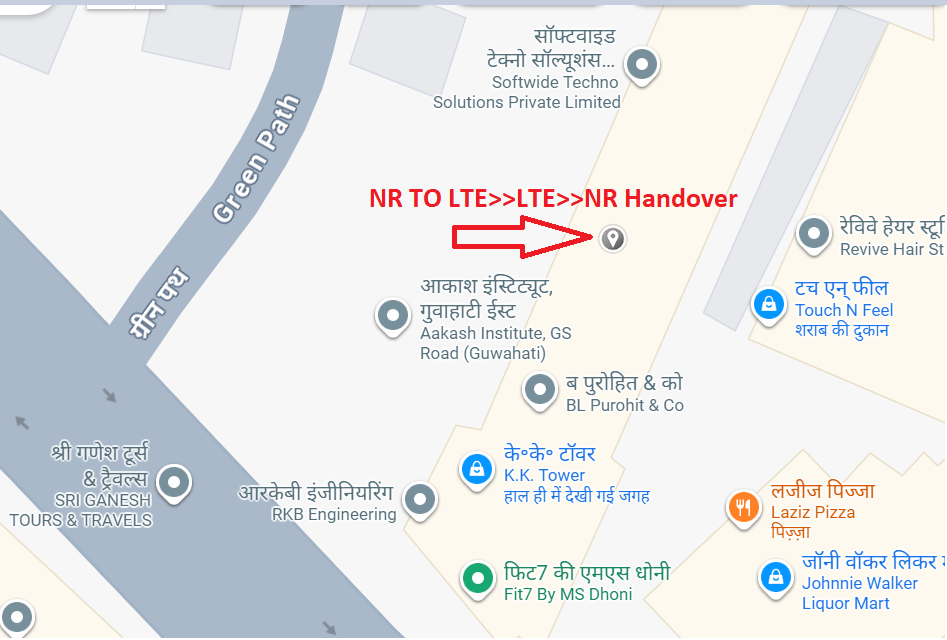 सॉफ्टवाइड
टेक्नो सॉल्यूशंस...
Softwide Techno
Solutions Private Limited
Green Path
NR TO LTE>>LTE>>NR Handover
रेविवे हेयर स्टू
Revive Hair St
ग्रीन पथ
आकाश इंस्टिट्यूट,
गुवाहाटी ईस्ट
Aakash Institute, GS
Road (Guwahati)
टच एन् फील
Touch N Feel
शराब की दुकान
ब पुरोहित & को
BL Purohit & Co
श्री गणेश टूर्स
& ट्रैवल्स
SRI GANESH
TOURS & TRAVELS
आरकेबी इंजीनियरिंग
RKB Engineering
के॰के॰ टॉवर
K.K. Tower
हाल ही में देखी गई जगह
लजीज पिज्जा
Laziz Pizza
पिज़्ज़ा
फिट7 की एमएस धोनी
Fit7 By MS Dhoni
जॉनी वॉकर लिकर
Johnnie Walker
Liquor Mart